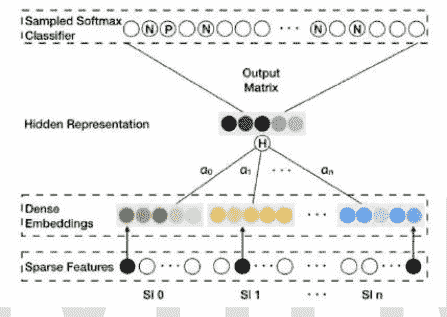 Sampled Softmax
Classifier
N P N ... N N
Output
Matrix
Hidden Representation
H
a0 a1 ... an
Dense
Embeddings
...
Sparse Features
... ... ...
SI 0 SI 1 ... SI n